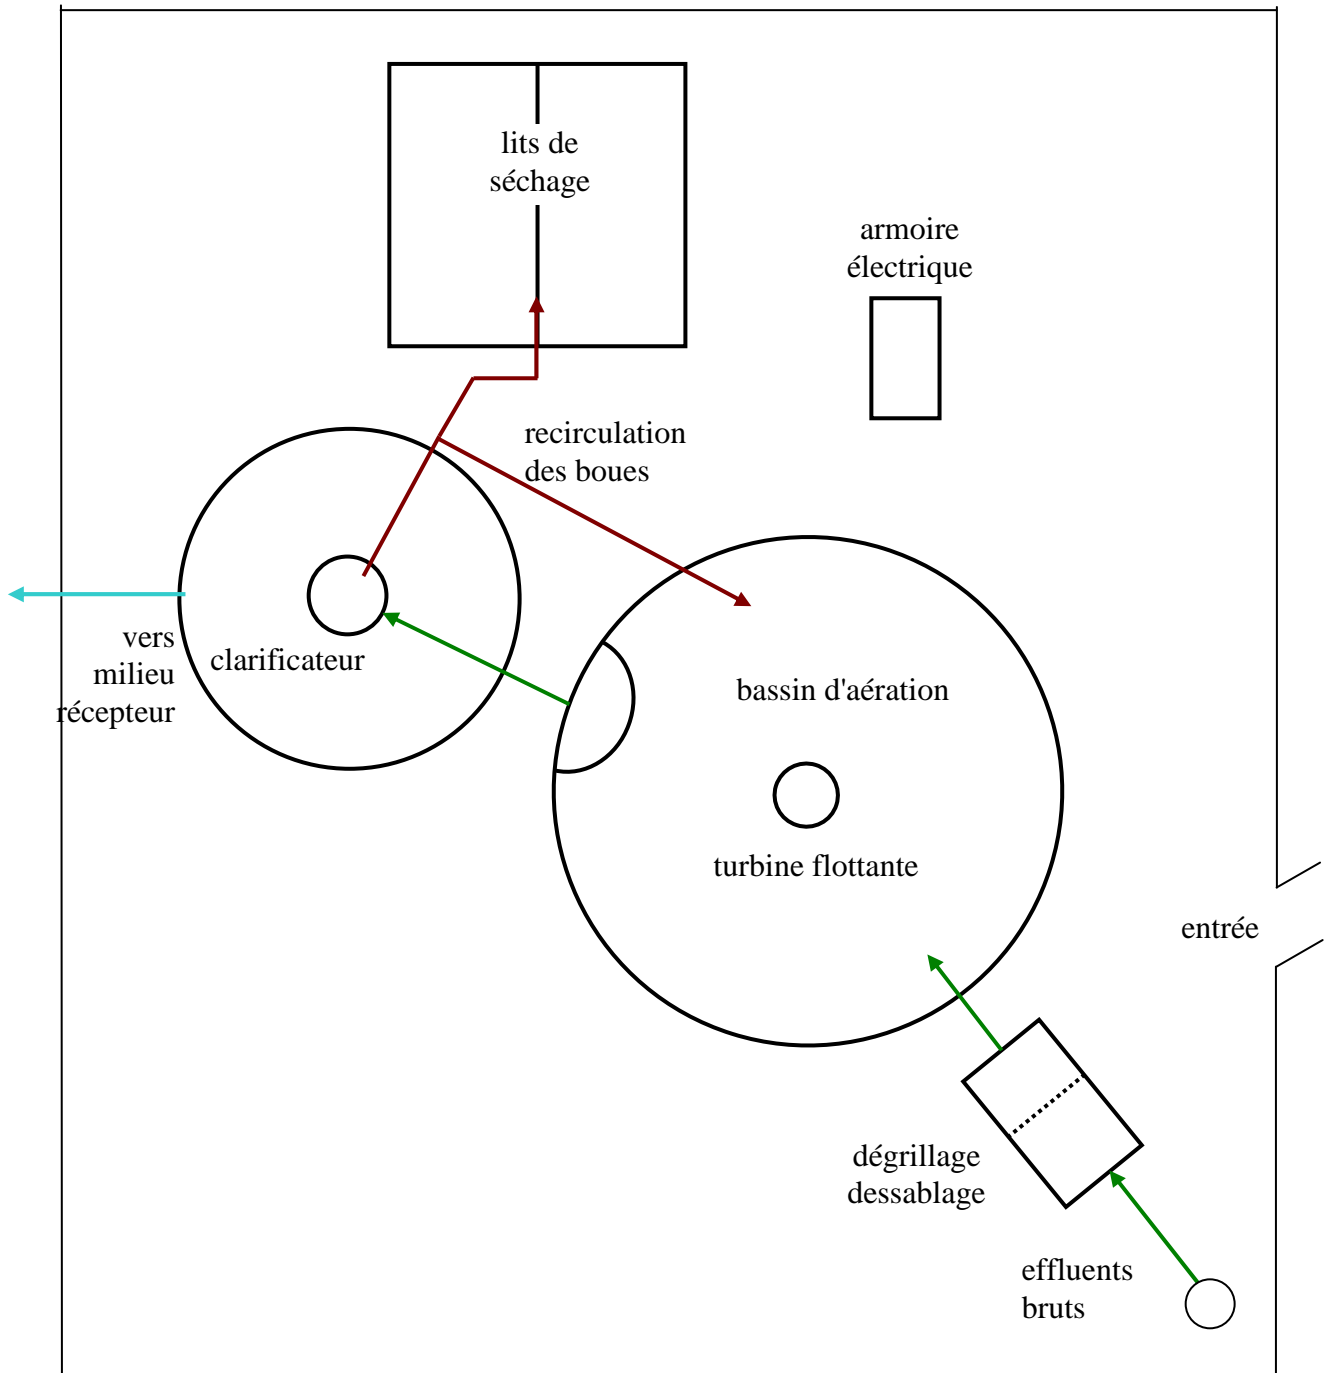 lits de
séchage
armoire
électrique
recirculation
des boues
vers
milieu
récepteur
clarificateur
bassin d'aération
turbine flottante
entrée
dégrillage
dessablage
effluents
bruts